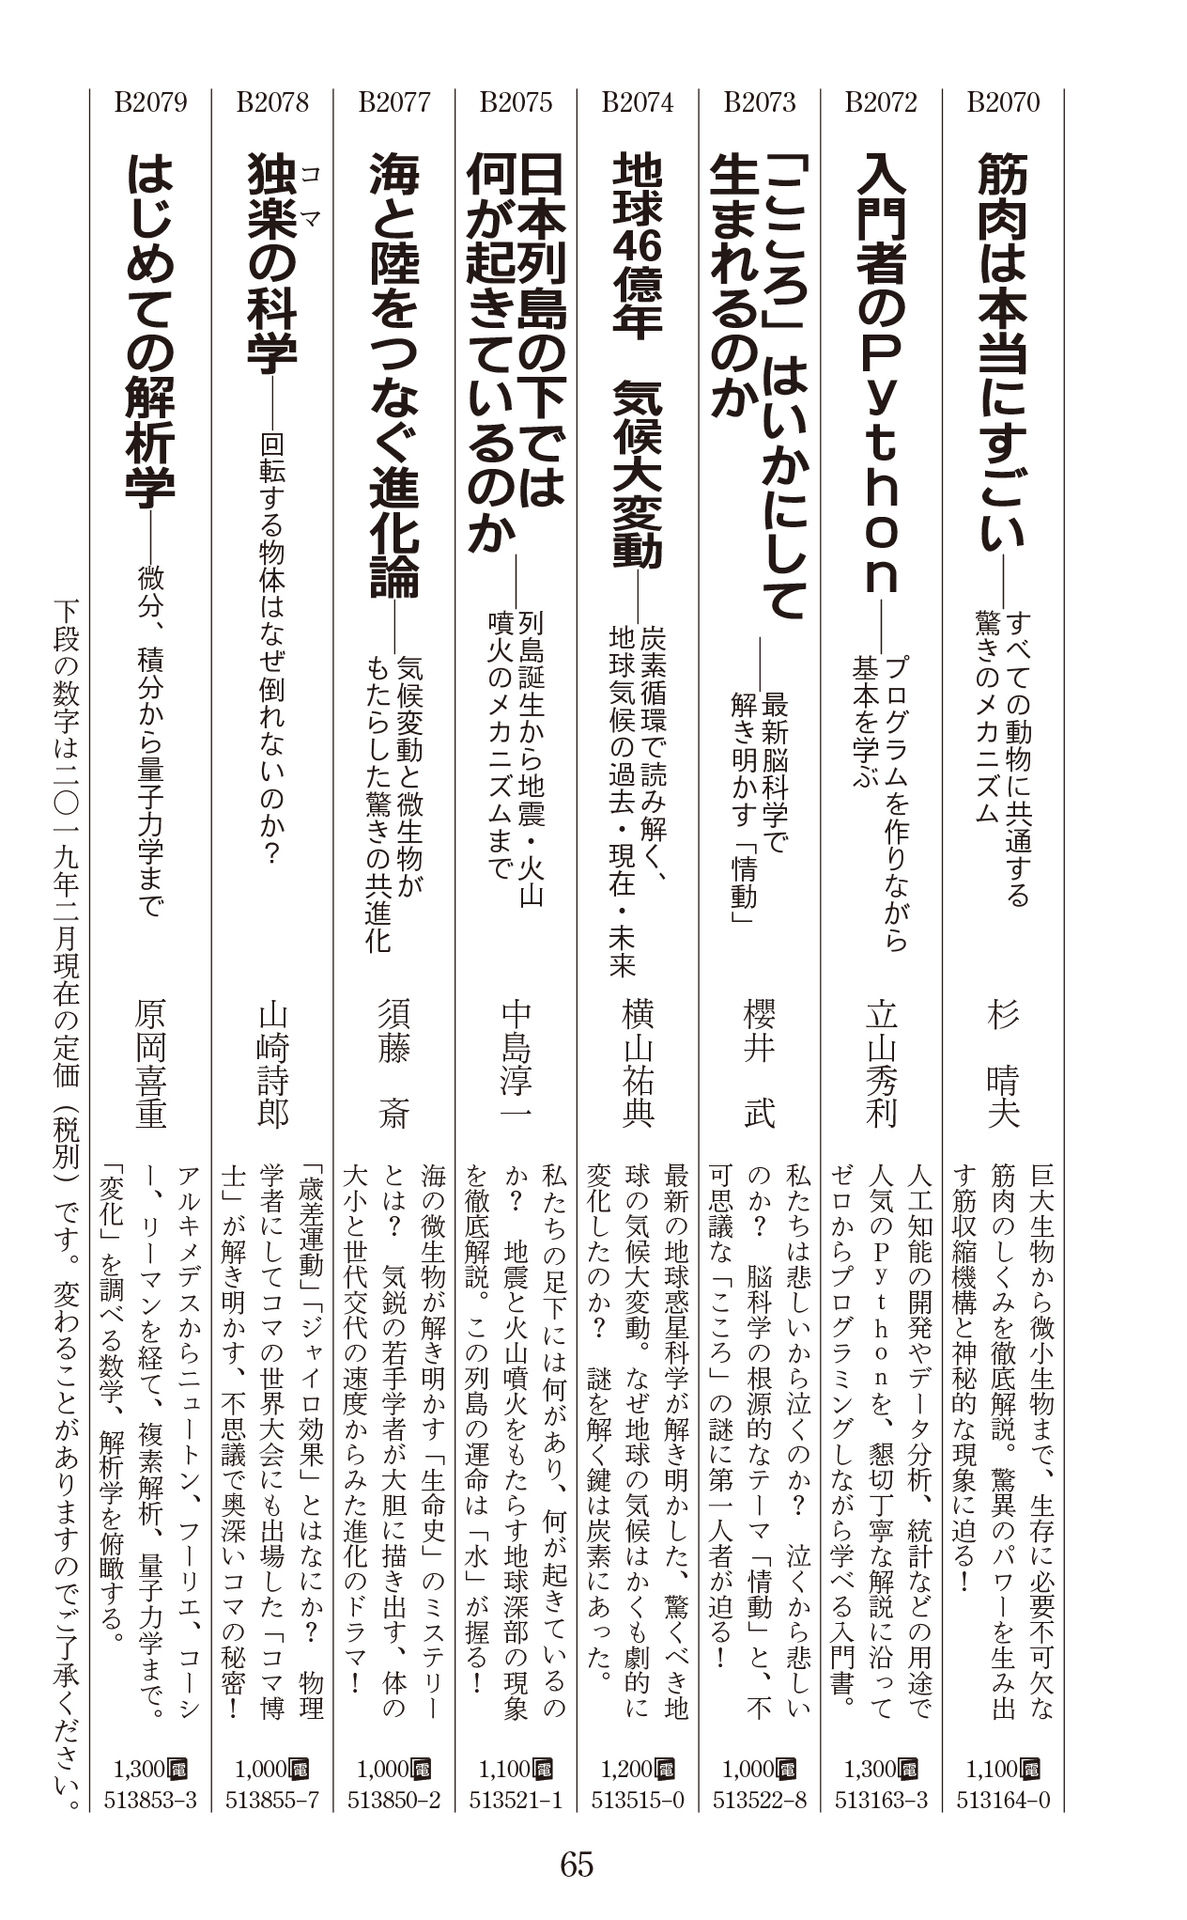 B2070
筋肉は本当にすごい
すべての動物に共通する
驚きのメカニズム
杉 晴夫
巨大生物から微小生物まで、生存に必要不可欠な
筋肉のしくみを徹底解説。驚異のパワーを生み出
す筋収縮機構と神秘的な現象に迫る！
1,100電
513164-0
B2072
入門者のPython
プログラムを作りながら
基本を学ぶ
立山秀利
人工知能の開発やデータ分析、統計などの用途で
人気のPythonを、懇切丁寧な解説に沿って
ゼロからプログラミングしながら学べる入門書。
1,300電
513163-3
B2073
「こころ」はいかにして
生まれるのか
最新脳科学で
解き明かす「情動」
櫻井 武
私たちは悲しいから泣くのか？ 泣くから悲しい
のか？ 脳科学の根源的なテーマ「情動」と、不
可思議な「こころ」の謎に第一人者が迫る！
1,000電
513522-8
B2074
地球46億年 気候大変動
炭素循環で読み解く、
地球気候の過去・現在・未来
横山祐典
最新の地球惑星科学が解き明かした、驚くべき地
球の気候大変動。なぜ地球の気候はかくも劇的に
変化したのか？ 謎を解く鍵は炭素にあった。
1,200電
513515-0
B2075
日本列島の下では
何が起きているのか
列島誕生から地震・火山
噴火のメカニズムまで
中島淳一
私たちの足下には何があり、何が起きているの
か？ 地震と火山噴火をもたらす地球深部の現象
を徹底解説。この列島の運命は「水」が握る！
1,100電
513521-1
B2077
海と陸をつなぐ進化論
気候変動と微生物が
もたらした驚きの共進化
須藤 斎
海の微生物が解き明かす「生命史」のミステリー
とは？ 気鋭の若手学者が大胆に描き出す、体の
大小と世代交代の速度からみた進化のドラマ！
1,000電
513850-2
B2078
独楽の科学
コマ
回転する物体はなぜ倒れないのか？
山崎詩郎
「歳差運動」「ジャイロ効果」とはなにか？ 物理
学者にしてコマの世界大会にも出場した「コマ博
士」が解き明かす、不思議で奥深いコマの秘密！
1,000電
513855-7
B2079
はじめての解析学
微分、積分から量子力学まで
原岡喜重
アルキメデスからニュートン、フーリエ、コーシ
ー、リーマンを経て、複素解析、量子力学まで。
「変化」を調べる数学、解析学を俯瞰する。
1,300電
513853-3
下段の数字は二〇一九年二月現在の定価（税別）です。変わることがありますのでご了承ください。
65